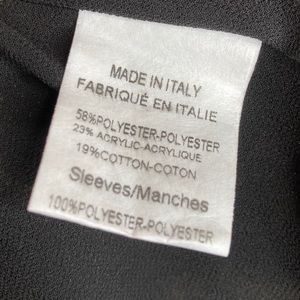 MADE IN ITALY
FABRIQUÉ EN ITALIE
58%POLYESTER-POLYESTER
23% ACRYLIC-ACRYLIQUE
19%COTTON-COTON
Sleeves/Manches
100%POLYESTER-POLYESTER